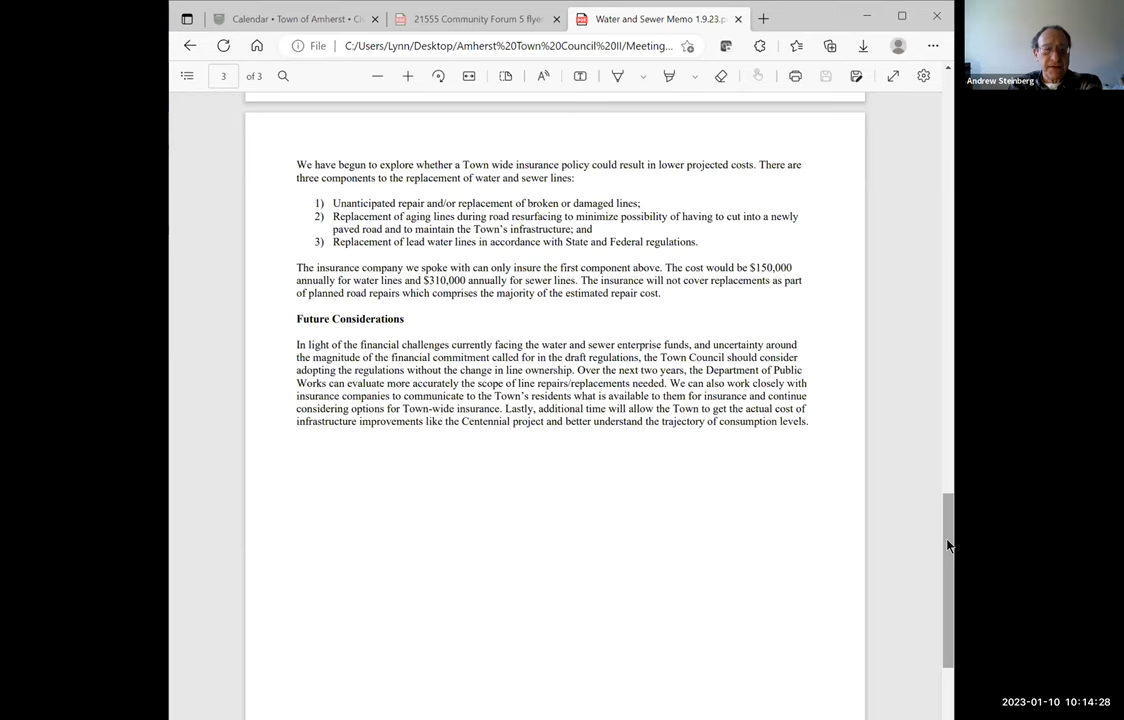 Calendar • Town of Amherst • Ci
21555 Community Forum 5 flye
Water and Sewer Memo 1.9.23.p
File
C:/Users/Lynn/Desktop/Amherst%20Town%20Council%20II/Meeting...
3 of 3
Andrew Steinberg
We have begun to explore whether a Town wide insurance policy could result in lower projected costs. There are
three components to the replacement of water and sewer lines:
1) Unanticipated repair and/or replacement of broken or damaged lines;
2) Replacement of aging lines during road resurfacing to minimize possibility of having to cut into a newly
paved road and to maintain the Town's infrastructure; and
3) Replacement of lead water lines in accordance with State and Federal regulations.
The insurance company we spoke with can only insure the first component above. The cost would be $150,000
annually for water lines and $310,000 annually for sewer lines. The insurance will not cover replacements as part
of planned road repairs which comprises the majority of the estimated repair cost.
Future Considerations
In light of the financial challenges currently facing the water and sewer enterprise funds, and uncertainty around
the magnitude of the financial commitment called for in the draft regulations, the Town Council should consider
adopting the regulations without the change in line ownership. Over the next two years, the Department of Public
Works can evaluate more accurately the scope of line repairs/replacements needed. We can also work closely with
insurance companies to communicate to the Town's residents what is available to them for insurance and continue
considering options for Town-wide insurance. Lastly, additional time will allow the Town to get the actual cost of
infrastructure improvements like the Centennial project and better understand the trajectory of consumption levels.
2023-01-10 10:14:28